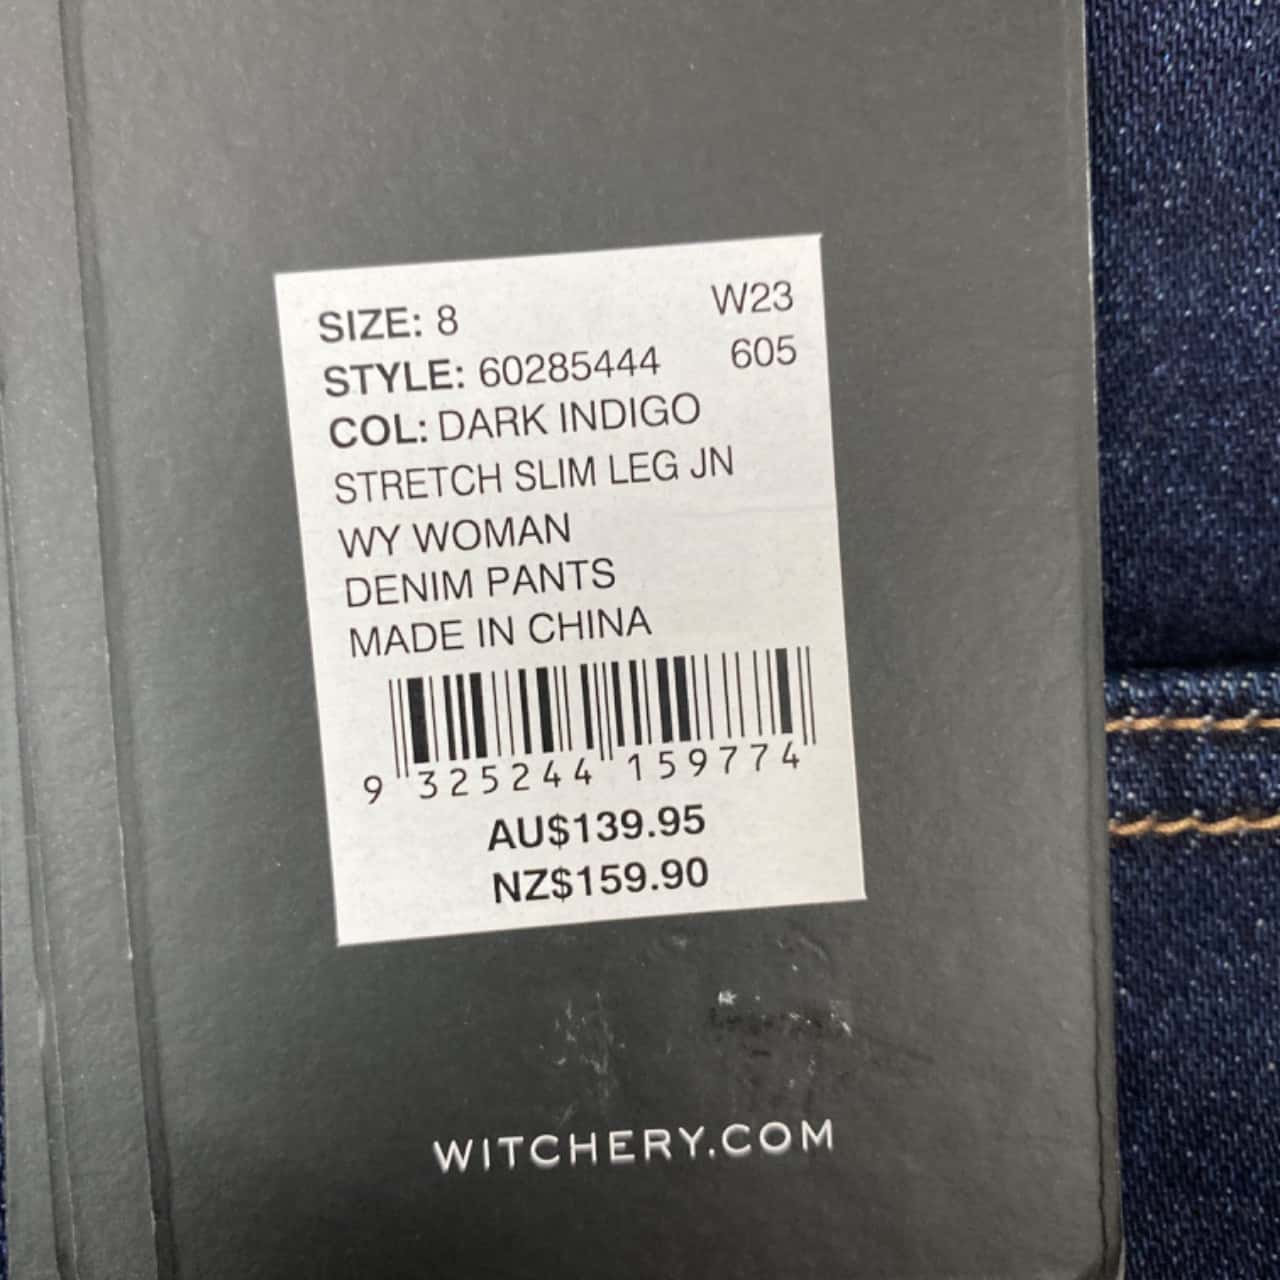 SIZE: 8 W23
STYLE: 60285444 605
COL: DARK INDIGO
STRETCH SLIM LEG JN
WY WOMAN
DENIM PANTS
MADE IN CHINA
9 325244 159774
AU$139.95
NZ$159.90
WITCHERY.COM